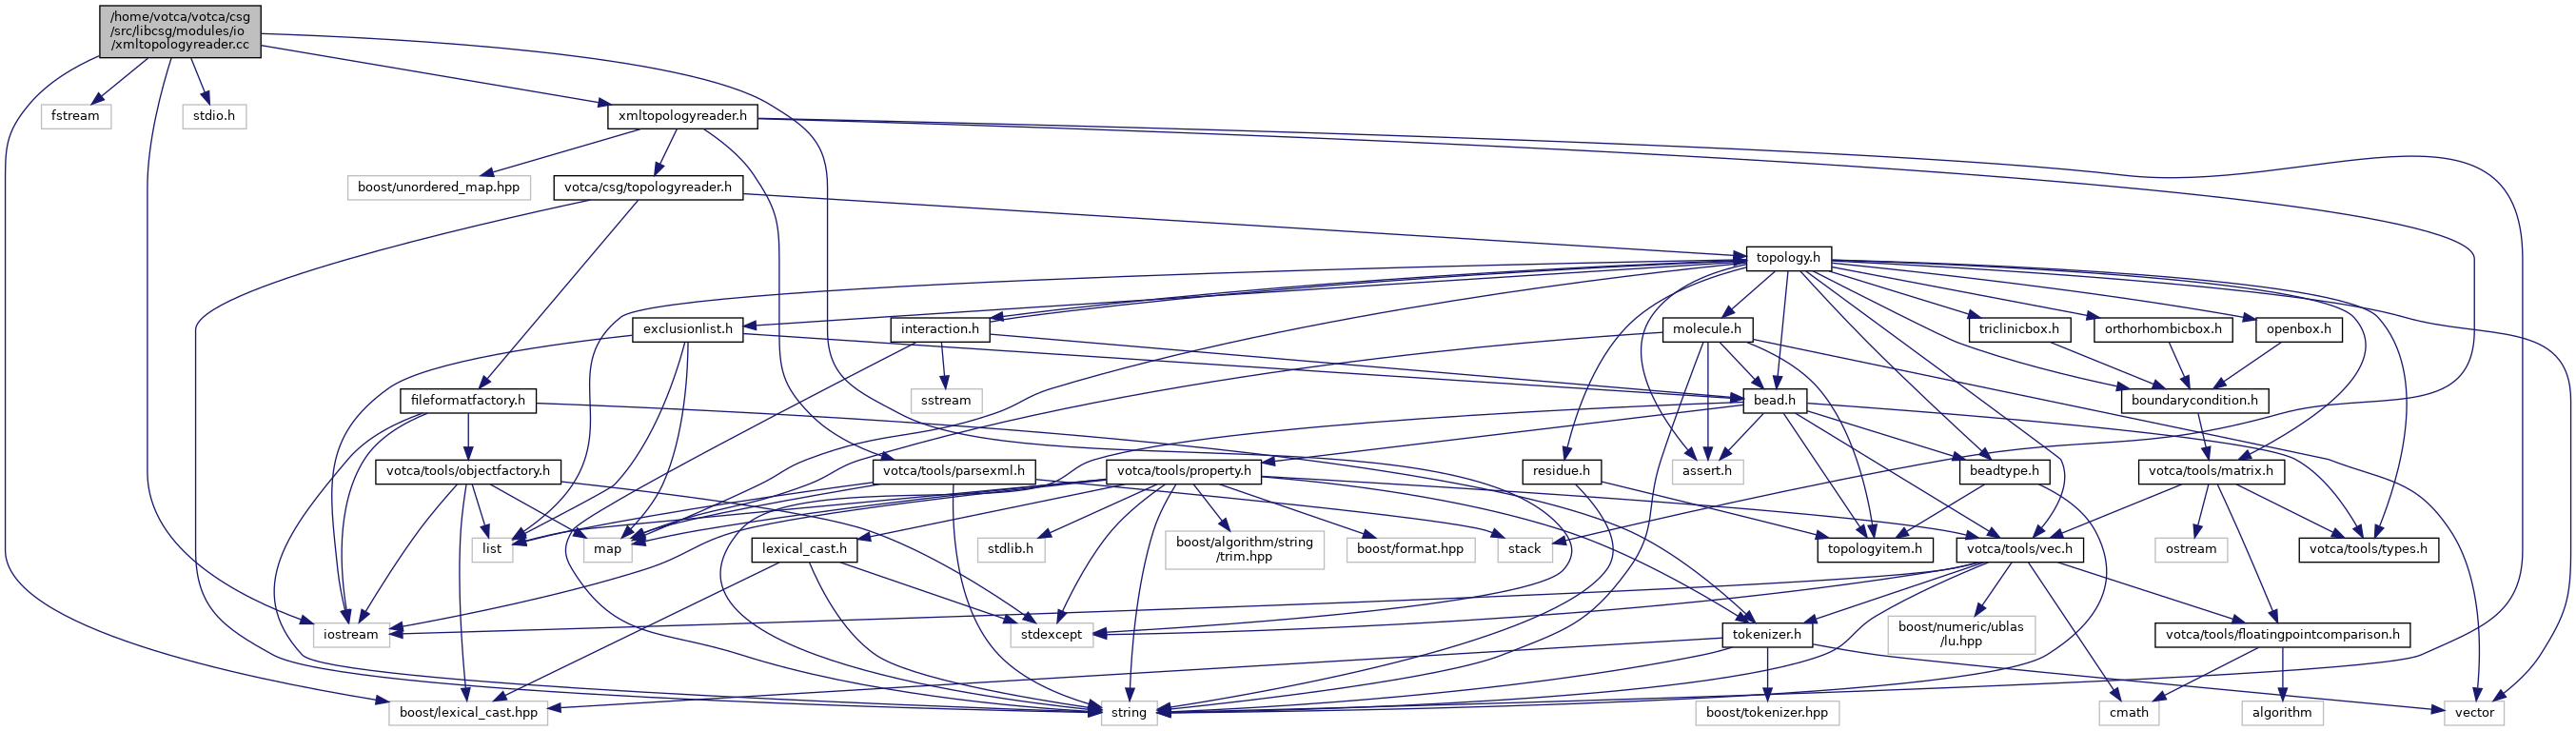 /home/votca/votca/csg
/src/libcsg/modules/io
/xmltopologyreader.cc
fstream
stdio.h
xmltopologyreader.h
boost/unordered_map.hpp
votca/csg/topologyreader.h
topology.h
exclusionlist.h
interaction.h
molecule.h
triclinicbox.h
orthorhombicbox.h
openbox.h
fileformatfactory.h
sstream
bead.h
boundarycondition.h
votca/tools/objectfactory.h
votca/tools/parsexml.h
votca/tools/property.h
residue.h
assert.h
beadtype.h
votca/tools/matrix.h
list
map
lexical_cast.h
stdlib.h
boost/algorithm/string
/trim.hpp
boost/format.hpp
stack
topologyitem.h
votca/tools/vec.h
ostream
votca/tools/types.h
iostream
stdexcept
tokenizer.h
boost/numeric/ublas
/lu.hpp
votca/tools/floatingpointcomparison.h
boost/lexical_cast.hpp
string
boost/tokenizer.hpp
cmath
algorithm
vector